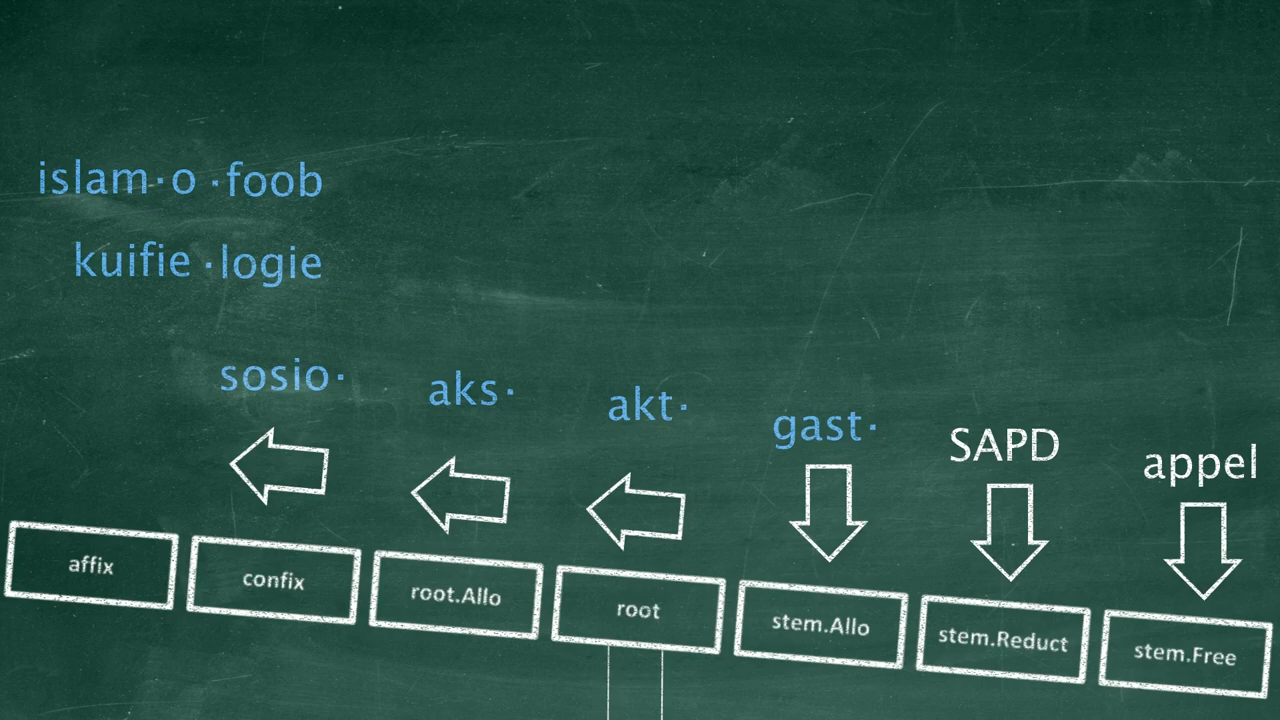 islam·o ·foob
kuifie ·logie
sosio·
aks·
akt·
gast·
SAPD
appel
affix
confix
root.Allo
root
stem.Allo
stem.Reduct
stem.Free